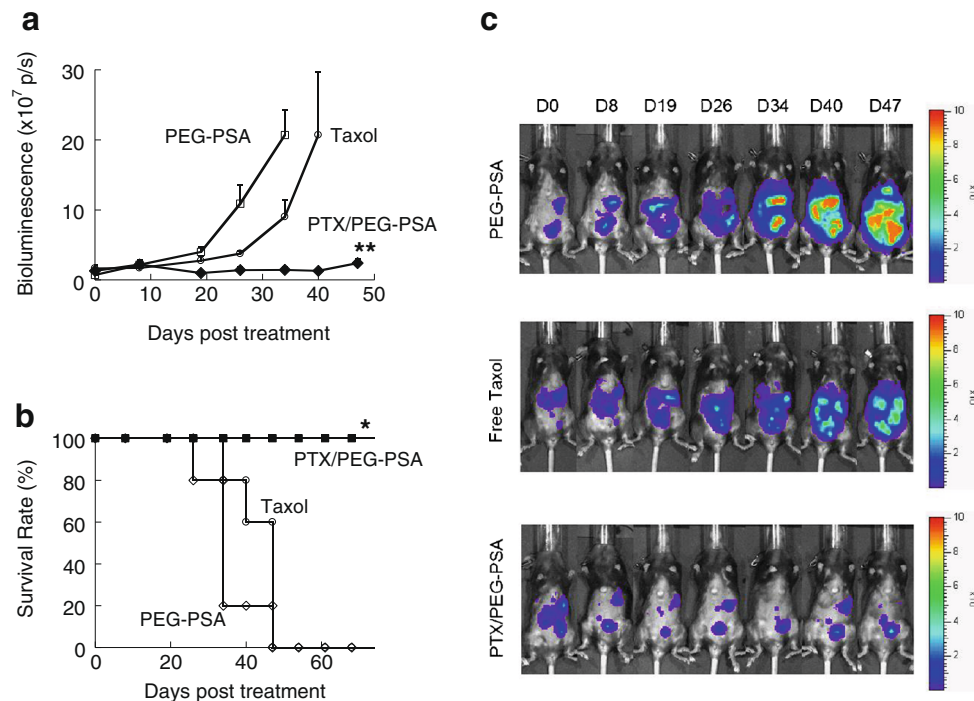 a
Bioluminescence (x10⁷ p/s)
30
20
10
0
PEG-PSA
Taxol
PTX/PEG-PSA
**
0 10 20 30 40 50
Days post treatment
b
Survival Rate (%)
100
80
60
40
20
0
*
PTX/PEG-PSA
Taxol
PEG-PSA
0 20 40 60
Days post treatment
c
D0 D8 D19 D26 D34 D40 D47
PEG-PSA
10
8
6
4
2
Free Taxol
10
8
6
4
2
PTX/PEG-PSA
10
8
6
4
2